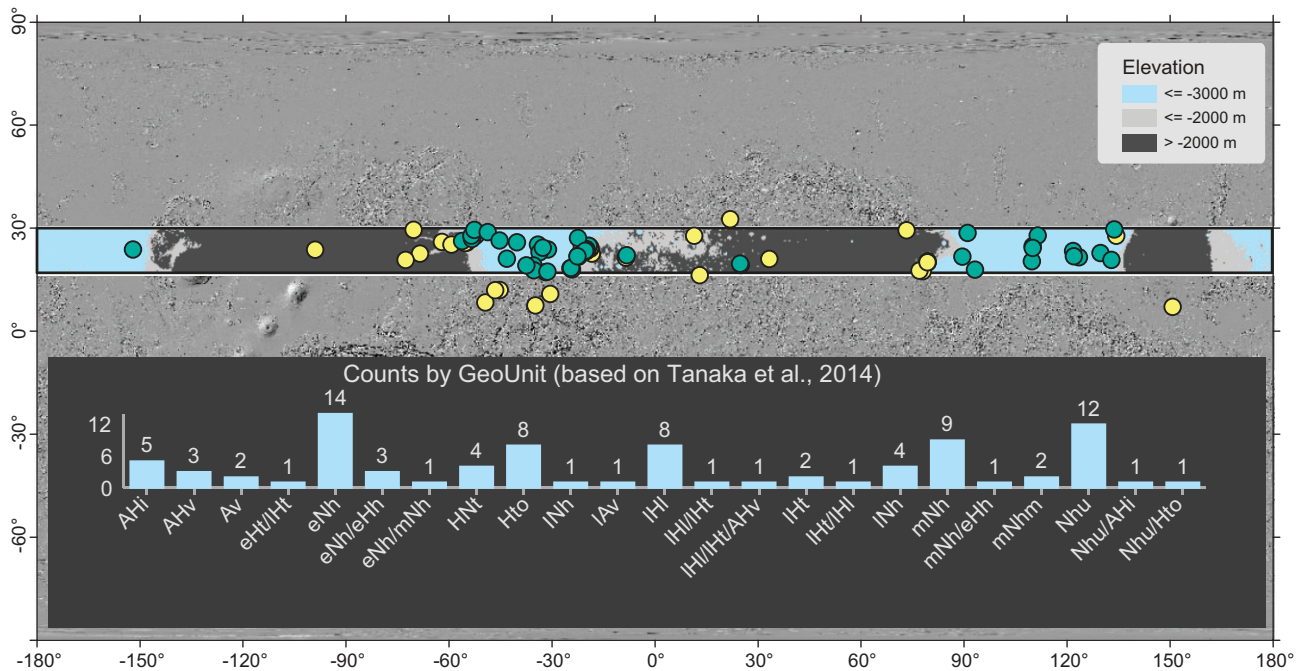 90°
60°
30°
0°
-30°
-60°
Elevation
<= -3000 m
<= -2000 m
> -2000 m
Counts by GeoUnit (based on Tanaka et al., 2014)
12
6
0
5
3
2
1
14
3
1
4
8
1
1
8
1
1
2
1
4
9
1
2
12
1
1
AHi
AHv
Av
eHt/lHt
eNh
eNh/eHh
eNh/mNh
HNt
Hto
INh
IAv
lHl
lHl/lHt
lHl/lHt/AHv
lHt
lHt/lHl
lNh
mNh
mNh/eHh
mNhm
Nhu
Nhu/AHi
Nhu/Hto
-180°
-150°
-120°
-90°
-60°
-30°
0°
30°
60°
90°
120°
150°
180°